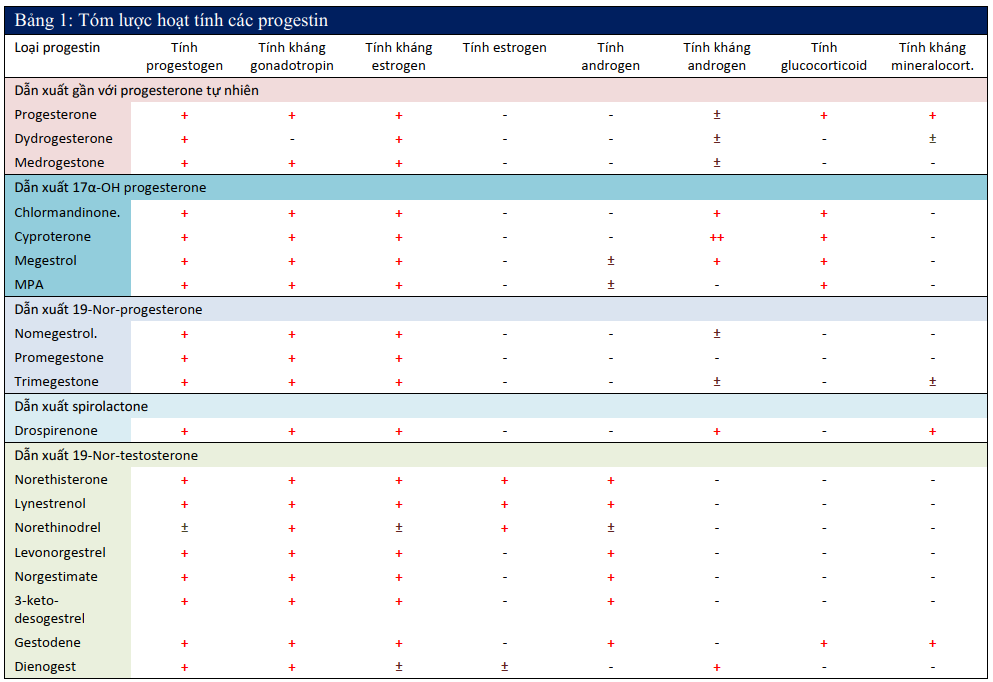 Bảng 1: Tóm lược hoạt tính các progestin
Loại progestin Tính progestogen Tính kháng gonadotropin Tính kháng estrogen Tính estrogen Tính androgen Tính kháng androgen Tính glucocorticoid Tính kháng mineralocort.
Dẫn xuất gần với progesterone tự nhiên
Progesterone + + + - - ± + +
Dydrogesterone + - + - - ± - ±
Medrogestone + + + - - ± - -
Dẫn xuất 17α-OH progesterone
Chlormandinone. + + + - - + + -
Cyproterone + + + - - ++ + -
Megestrol + + + - ± + + -
MPA + + + - ± - + -
Dẫn xuất 19-Nor-progesterone
Nomegestrol. + + + - - ± - -
Promegestone + + + - - - - -
Trimegestone + + + - - ± - ±
Dẫn xuất spirolactone
Drospirenone + + + - - + - +
Dẫn xuất 19-Nor-testosterone
Norethisterone + + + + + - - -
Lynestrenol + + + + + - - -
Norethinodrel ± + ± + ± - - -
Levonorgestrel + + + - + - - -
Norgestimate + + + - + - - -
3-keto-desogestrel + + + - + - - -
Gestodene + + + - + - + +
Dienogest + + ± ± - + - -